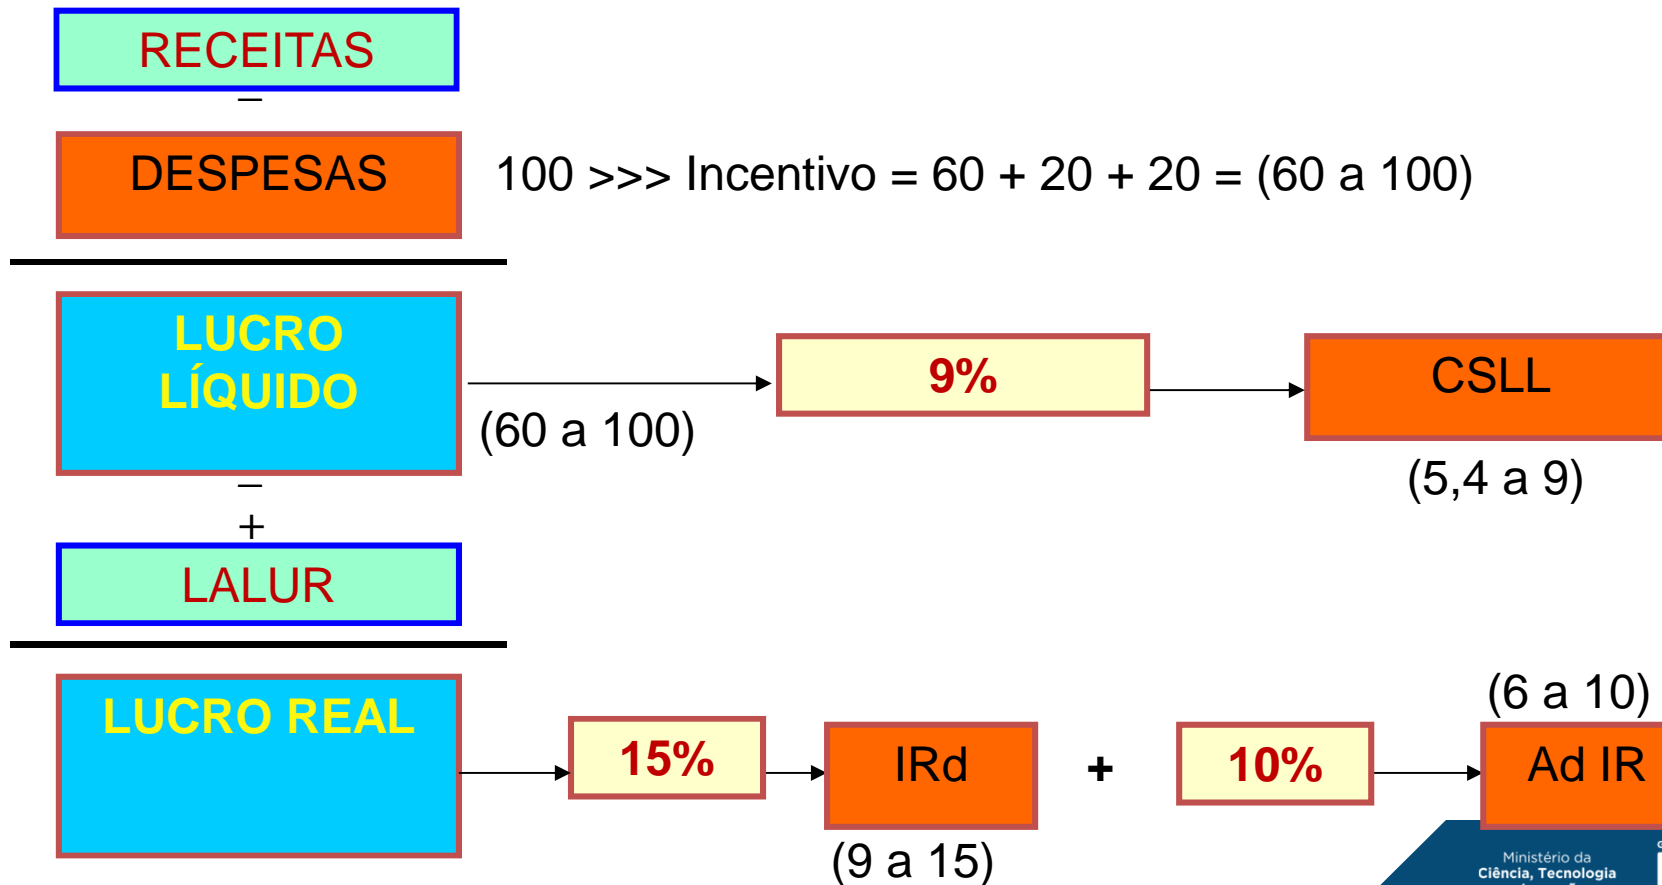 RECEITAS
–
DESPESAS
100 >>> Incentivo = 60 + 20 + 20 = (60 a 100)
LUCRO
LÍQUIDO
(60 a 100)
9%
CSLL
(5,4 a 9)
–
+
LALUR
LUCRO REAL
15%
IRd
(9 a 15)
+
10%
(6 a 10)
Ad IR
Ministério da
Ciência, Tecnologia